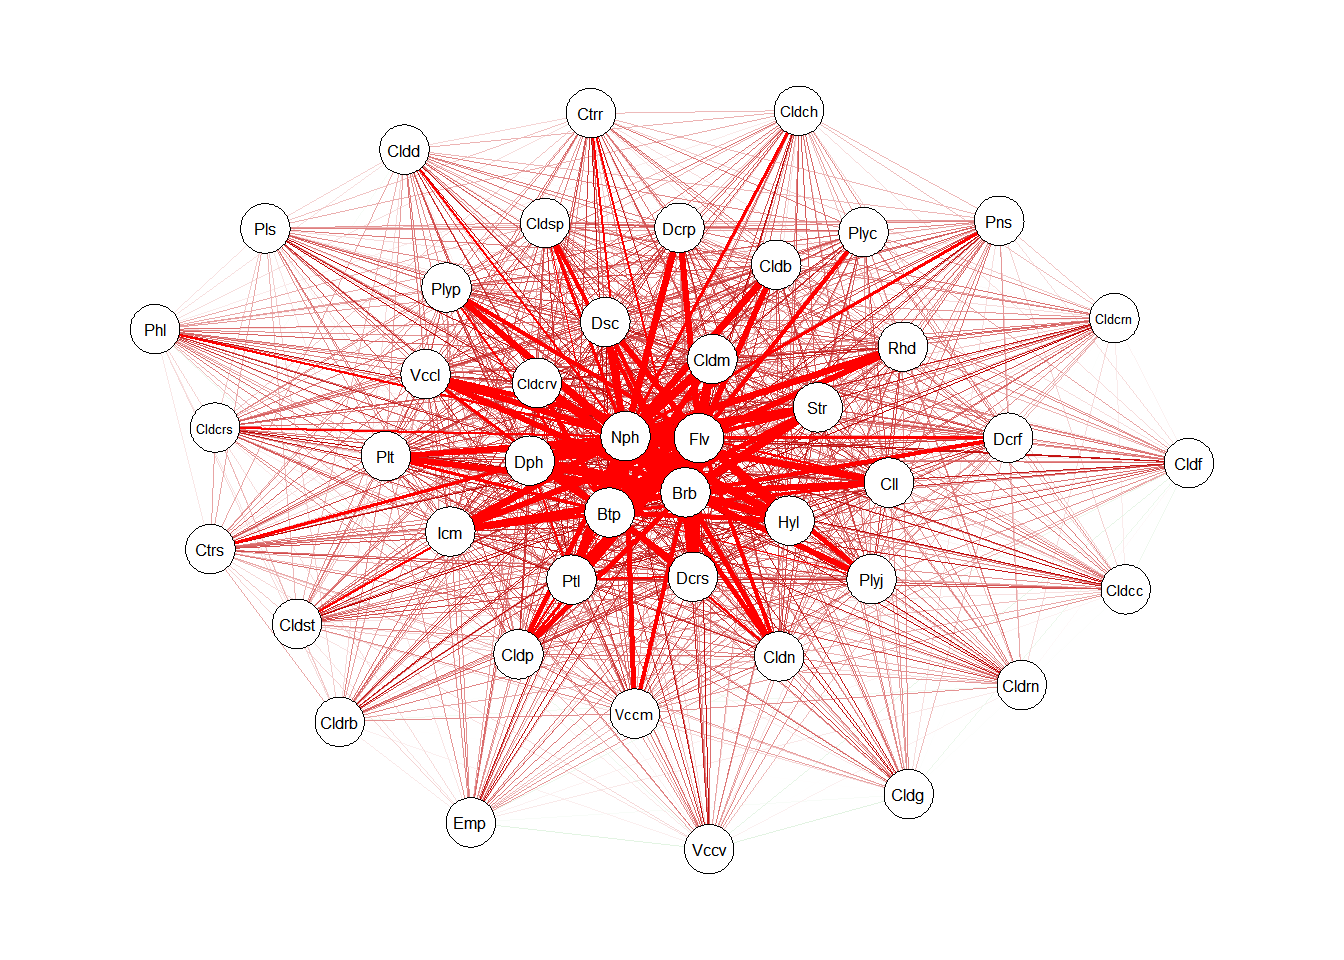 Ctrr
Cldch
Cldd
Pls
Cldsp
Dcrp
Plyc
Pns
Cldb
Plyp
Phl
Dsc
Cldcrn
Rhd
Cldm
Vccl
Cldcrv
Str
Cldcrs
Nph
Flv
Dcrf
Plt
Dph
Cldf
Cll
Brb
Btp
Hyl
Icm
Ctrs
Ptl
Dcrs
Plyj
Cldcc
Cldst
Cldp
Cldn
Cldrn
Cldrb
Vccm
Cldg
Emp
Vccv